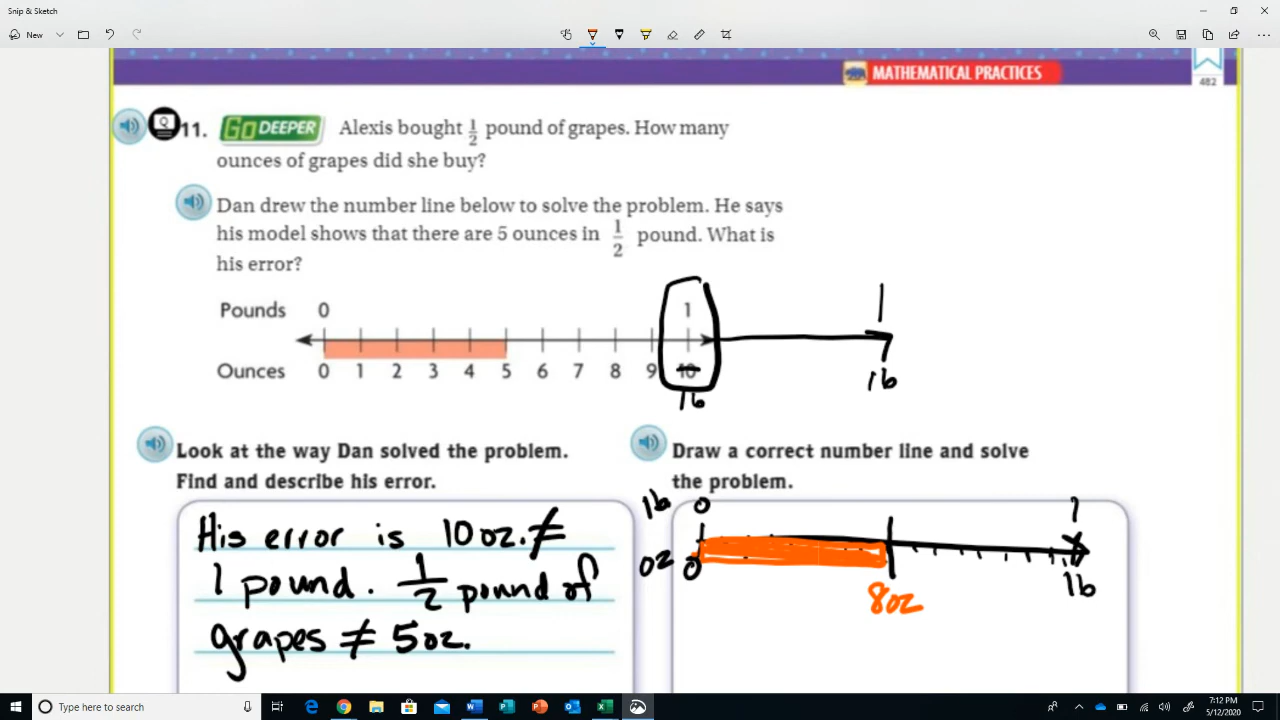 Snip & Sketch
New
MATHEMATICAL PRACTICES
482
11. GO DEEPER Alexis bought 1/2 pound of grapes. How many
ounces of grapes did she buy?
Dan drew the number line below to solve the problem. He says
his model shows that there are 5 ounces in 1/2 pound. What is
his error?
Pounds 0 1 1
Ounces 0 1 2 3 4 5 6 7 8 9 10 16
16
Look at the way Dan solved the problem.
Find and describe his error.
His error is 10oz. ≠
1 pound. 1/2 pound of
grapes ≠ 5oz.
Draw a correct number line and solve
the problem.
lb 0 1
oz 0 8oz 16
Type here to search
7:12 PM
5/12/2020